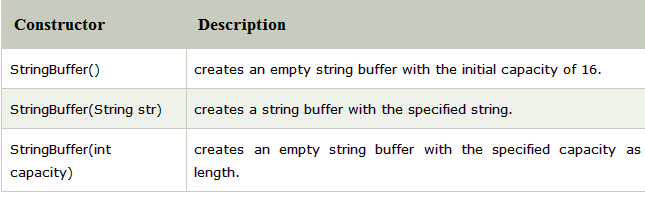 Constructor Description
StringBuffer() creates an empty string buffer with the initial capacity of 16.
StringBuffer(String str) creates a string buffer with the specified string.
StringBuffer(int creates an empty string buffer with the specified capacity as
capacity) length.